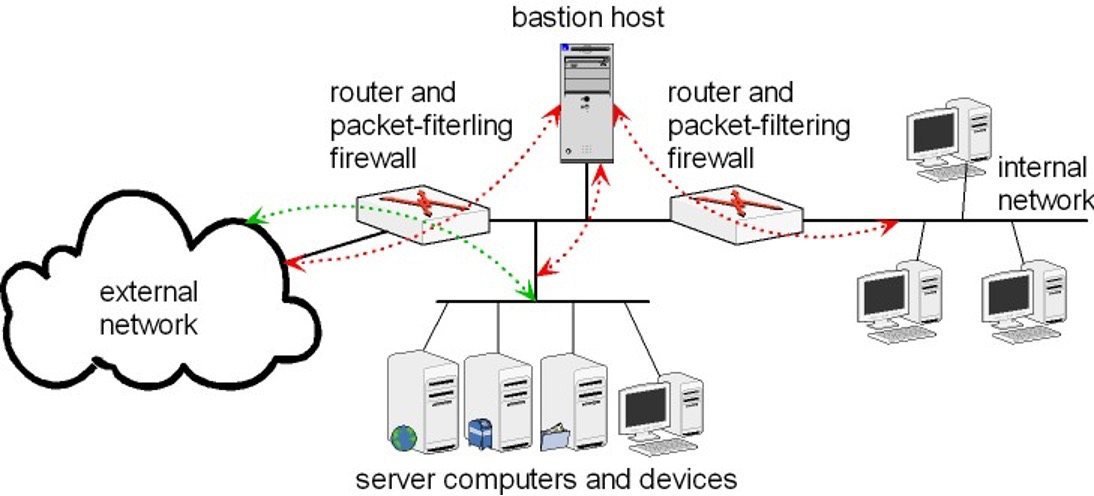 bastion host
router and
packet-fiterling
firewall
router and
packet-filtering
firewall
internal
network
external
network
server computers and devices